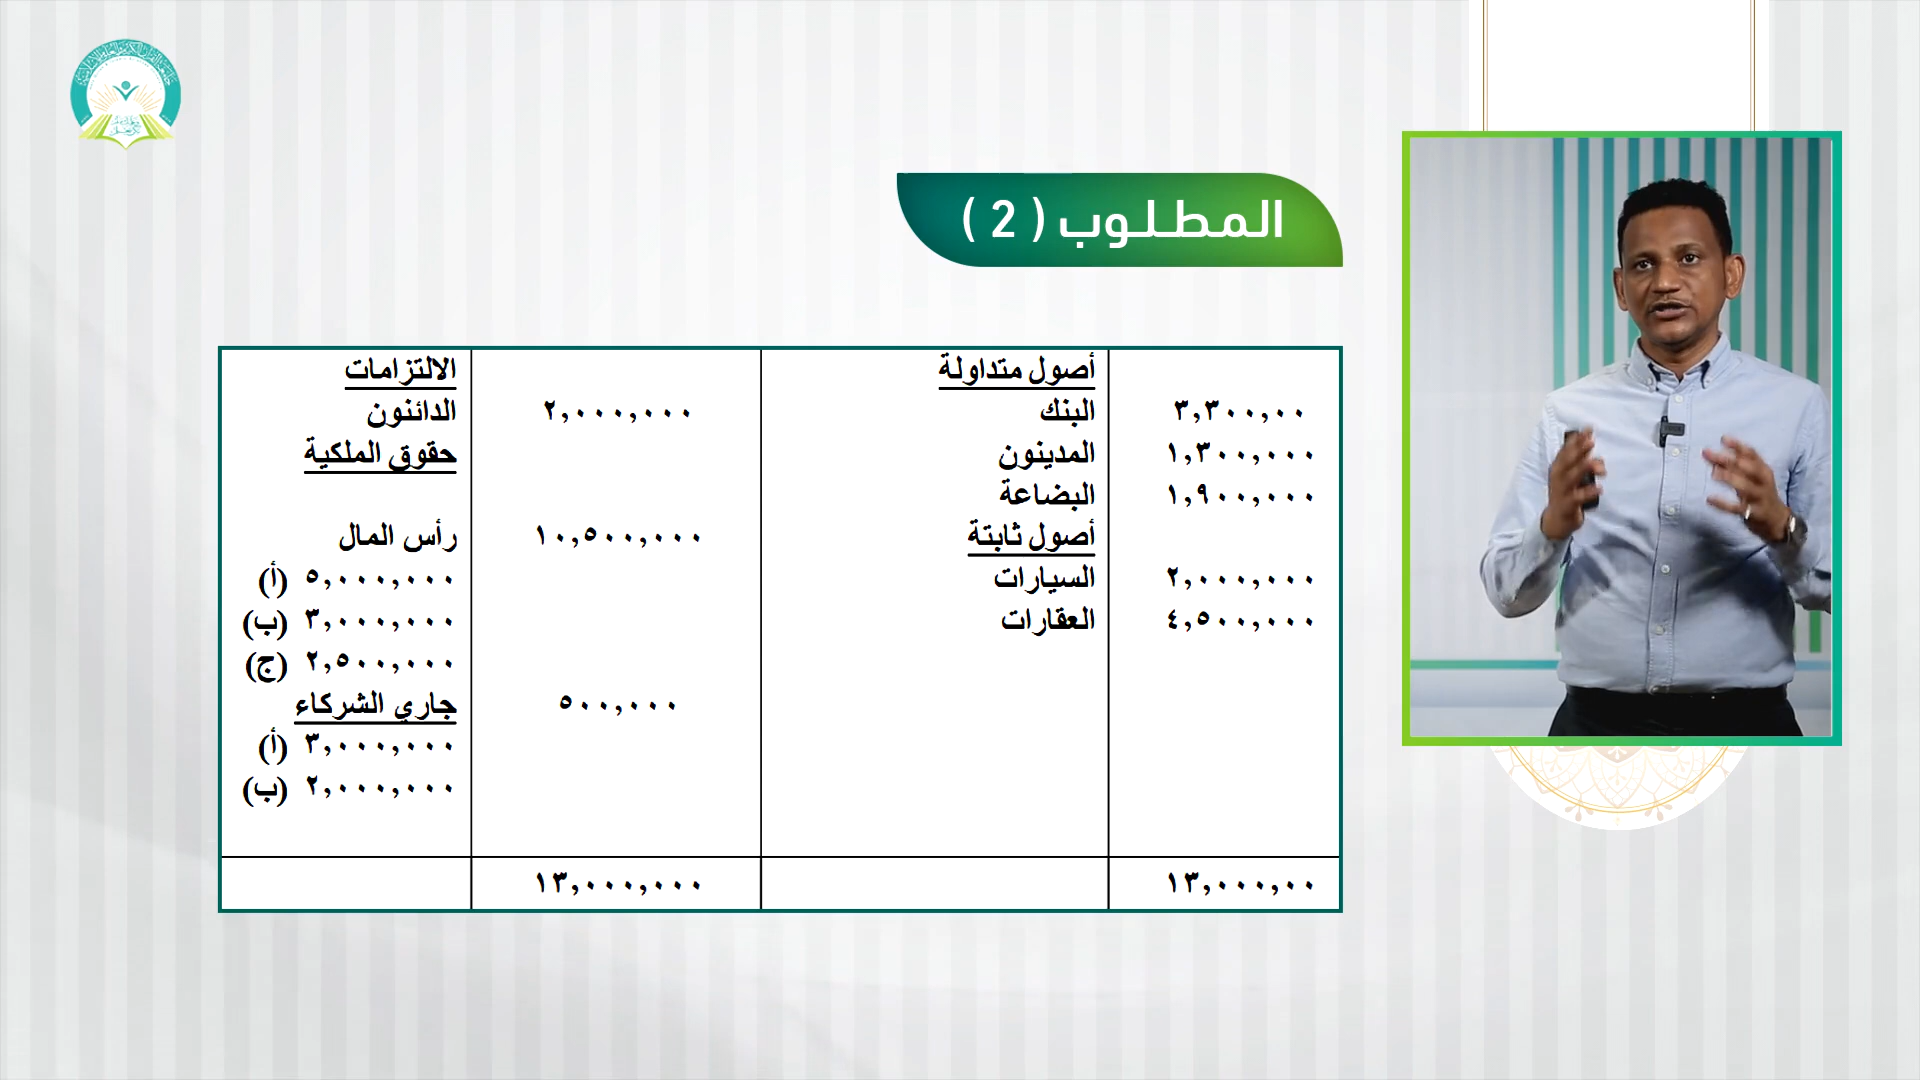 المطلوب ( 2 )
أصول متداولة الالتزامات
٣,٣٠٠,٠٠ البنك ٢,٠٠٠,٠٠٠ الدائنون
١,٣٠٠,٠٠٠ المدينون حقوق الملكية
١,٩٠٠,٠٠٠ البضاعة
أصول ثابتة ١٠,٥٠٠,٠٠٠ رأس المال
٢,٠٠٠,٠٠٠ السيارات ٥,٠٠٠,٠٠٠ (أ)
٤,٥٠٠,٠٠٠ العقارات ٣,٠٠٠,٠٠٠ (ب)
٢,٥٠٠,٠٠٠ (ج)
٥٠٠,٠٠٠ جاري الشركاء
٣,٠٠٠,٠٠٠ (أ)
٢,٠٠٠,٠٠٠ (ب)
١٣,٠٠٠,٠٠ ١٣,٠٠٠,٠٠٠